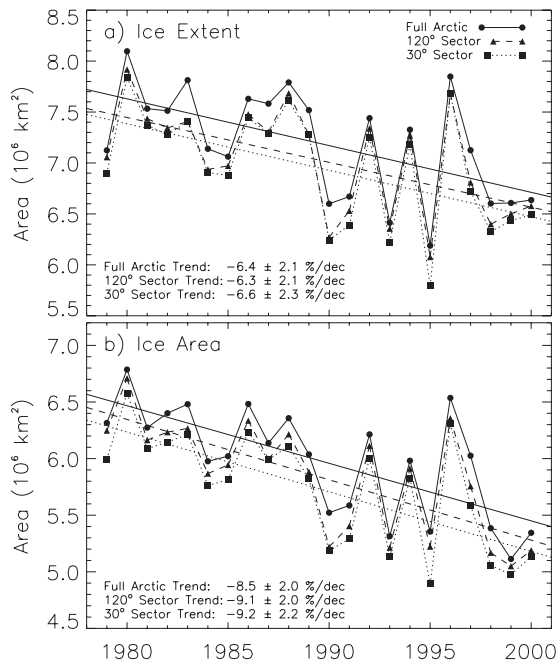 a) Ice Extent
Full Arctic
120° Sector
30° Sector
Area (10⁶ km²)
8.5
8.0
7.5
7.0
6.5
6.0
5.5
Full Arctic Trend: −6.4 ± 2.1 %/dec
120° Sector Trend: −6.3 ± 2.1 %/dec
30° Sector Trend: −6.6 ± 2.3 %/dec
b) Ice Area
Area (10⁶ km²)
7.0
6.5
6.0
5.5
5.0
4.5
Full Arctic Trend: −8.5 ± 2.0 %/dec
120° Sector Trend: −9.1 ± 2.0 %/dec
30° Sector Trend: −9.2 ± 2.2 %/dec
1980 1985 1990 1995 2000